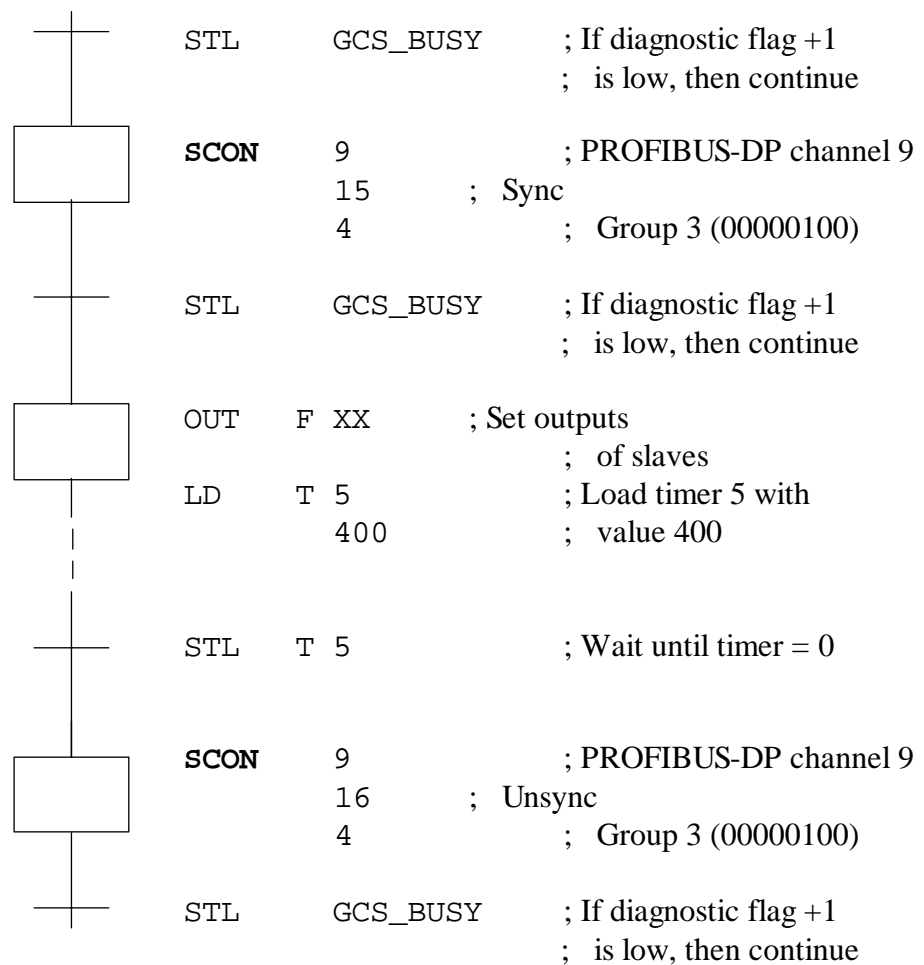 STL GCS_BUSY ; If diagnostic flag +1
; is low, then continue
SCON 9 ; PROFIBUS-DP channel 9
15 ; Sync
4 ; Group 3 (00000100)
STL GCS_BUSY ; If diagnostic flag +1
; is low, then continue
OUT F XX ; Set outputs
; of slaves
LD T 5 ; Load timer 5 with
400 ; value 400
STL T 5 ; Wait until timer = 0
SCON 9 ; PROFIBUS-DP channel 9
16 ; Unsync
4 ; Group 3 (00000100)
STL GCS_BUSY ; If diagnostic flag +1
; is low, then continue